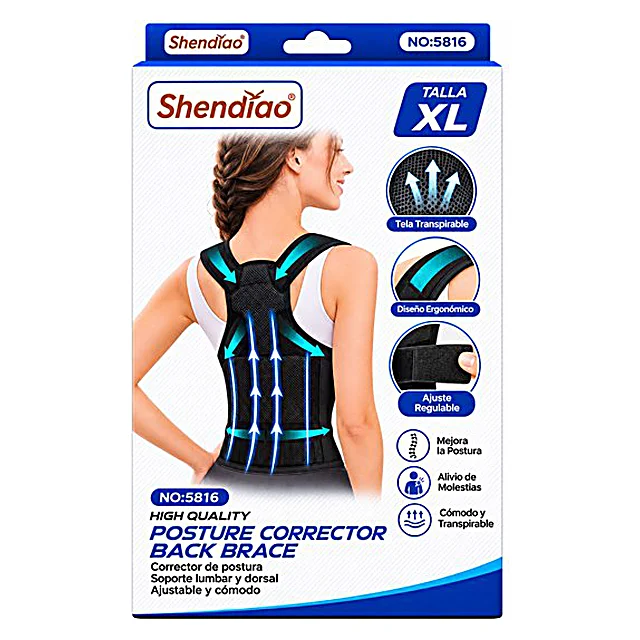 Shendiao®
NO:5816
Shendiao®
TALLA
XL
Tela Transpirable
Diseño Ergonómico
Ajuste
Regulable
Mejora
la Postura
Alivio de
Molestias
Cómodo y
Transpirable
NO:5816
HIGH QUALITY
POSTURE CORRECTOR
BACK BRACE
Corrector de postura
Soporte lumbar y dorsal
Ajustable y cómodo